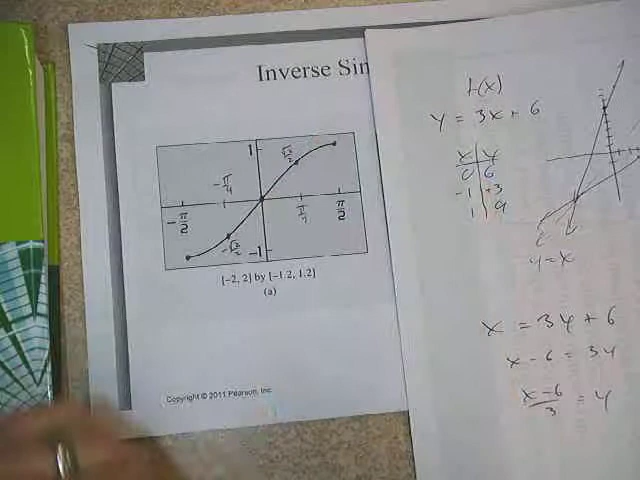 Inverse Sin
1
√2/2
-π/4
-π/2
π/4
π/2
-√2/2
-1
[-2, 2] by [-1.2, 1.2]
(a)
Copyright © 2011 Pearson, Inc.
f(x)
y = 3x + 6
x | y
0 | 6
-1 | +3
1 | 9
y = x
x = 3y + 6
x - 6 = 3y
x - 6 / 3 = y